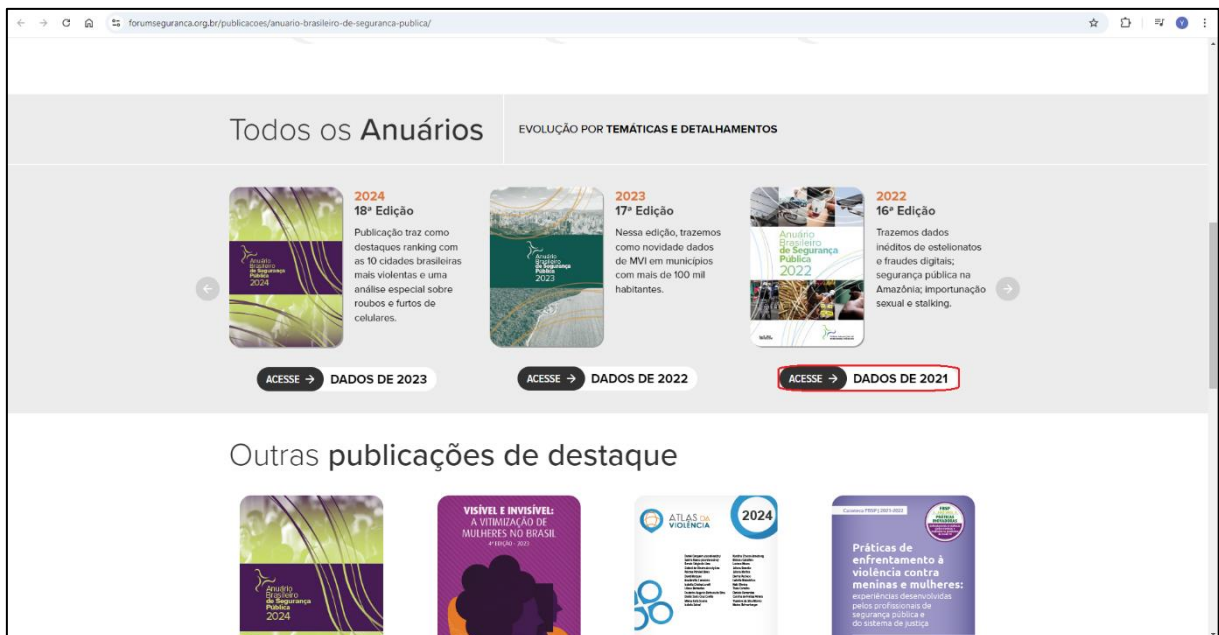 forumseguranca.org.br/publicacoes/anuario-brasileiro-de-seguranca-publica/
Todos os Anuários
EVOLUÇÃO POR TEMÁTICAS E DETALHAMENTOS
Anuário
Brasileiro
de Segurança
Pública
2024
2024
18ª Edição
Publicação traz como
destaques ranking com
as 10 cidades brasileiras
mais violentas e uma
análise especial sobre
roubos e furtos de
celulares.
ACESSE → DADOS DE 2023
Anuário
Brasileiro
de Segurança
Pública
2023
2023
17ª Edição
Nessa edição, trazemos
como novidade dados
de MVI em municípios
com mais de 100 mil
habitantes.
ACESSE → DADOS DE 2022
Anuário
Brasileiro
de Segurança
Pública
2022
2022
16ª Edição
Trazemos dados
inéditos de estelionatos
e fraudes digitais;
segurança pública na
Amazônia; importunação
sexual e stalking.
ACESSE → DADOS DE 2021
Outras publicações de destaque
Anuário
Brasileiro
de Segurança
Pública
2024
VISÍVEL E INVISÍVEL:
A VITIMIZAÇÃO DE
MULHERES NO BRASIL
4ª EDIÇÃO - 2023
ATLAS DA
VIOLÊNCIA
2024
Práticas de
enfrentamento à
violência contra
meninas e mulheres:
experiências desenvolvidas
pelos profissionais de
segurança pública e
do sistema de justiça